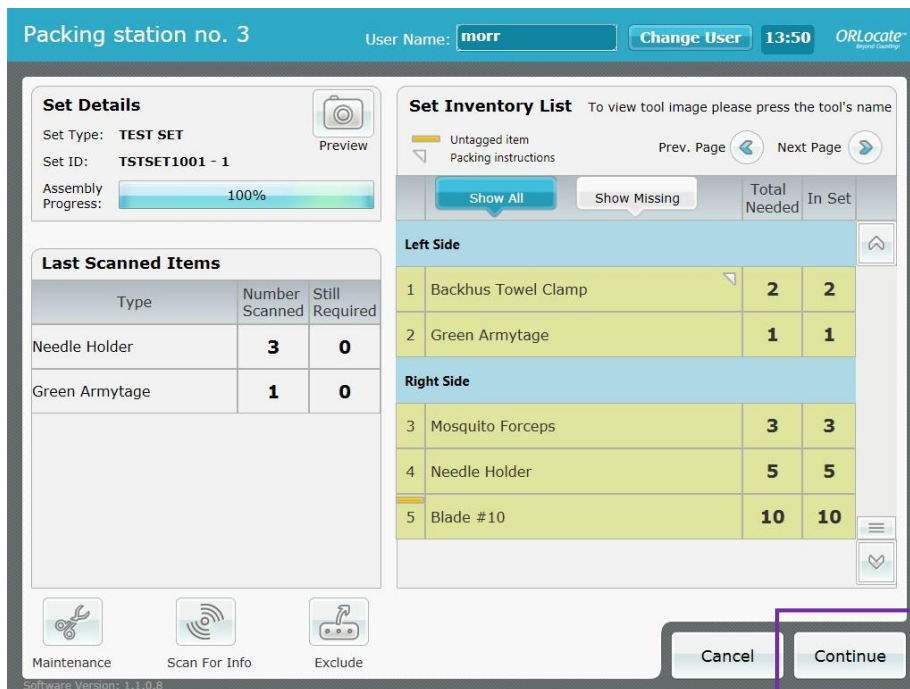 Packing station no. 3
User Name: morr
Change User
13:50
ORLocate™
Beyond Counting!
Set Details
Set Type: TEST SET
Set ID: TSTSET1001 - 1
Assembly
Progress: 100%
Preview
Last Scanned Items
Type Number Scanned Still Required
Needle Holder 3 0
Green Armytage 1 0
Set Inventory List To view tool image please press the tool's name
Untagged item
Packing instructions
Prev. Page Next Page
Show All Show Missing Total Needed In Set
Left Side
1 Backhus Towel Clamp 2 2
2 Green Armytage 1 1
Right Side
3 Mosquito Forceps 3 3
4 Needle Holder 5 5
5 Blade #10 10 10
Maintenance Scan For Info Exclude
Cancel Continue
Software Version: 1.1.0.8